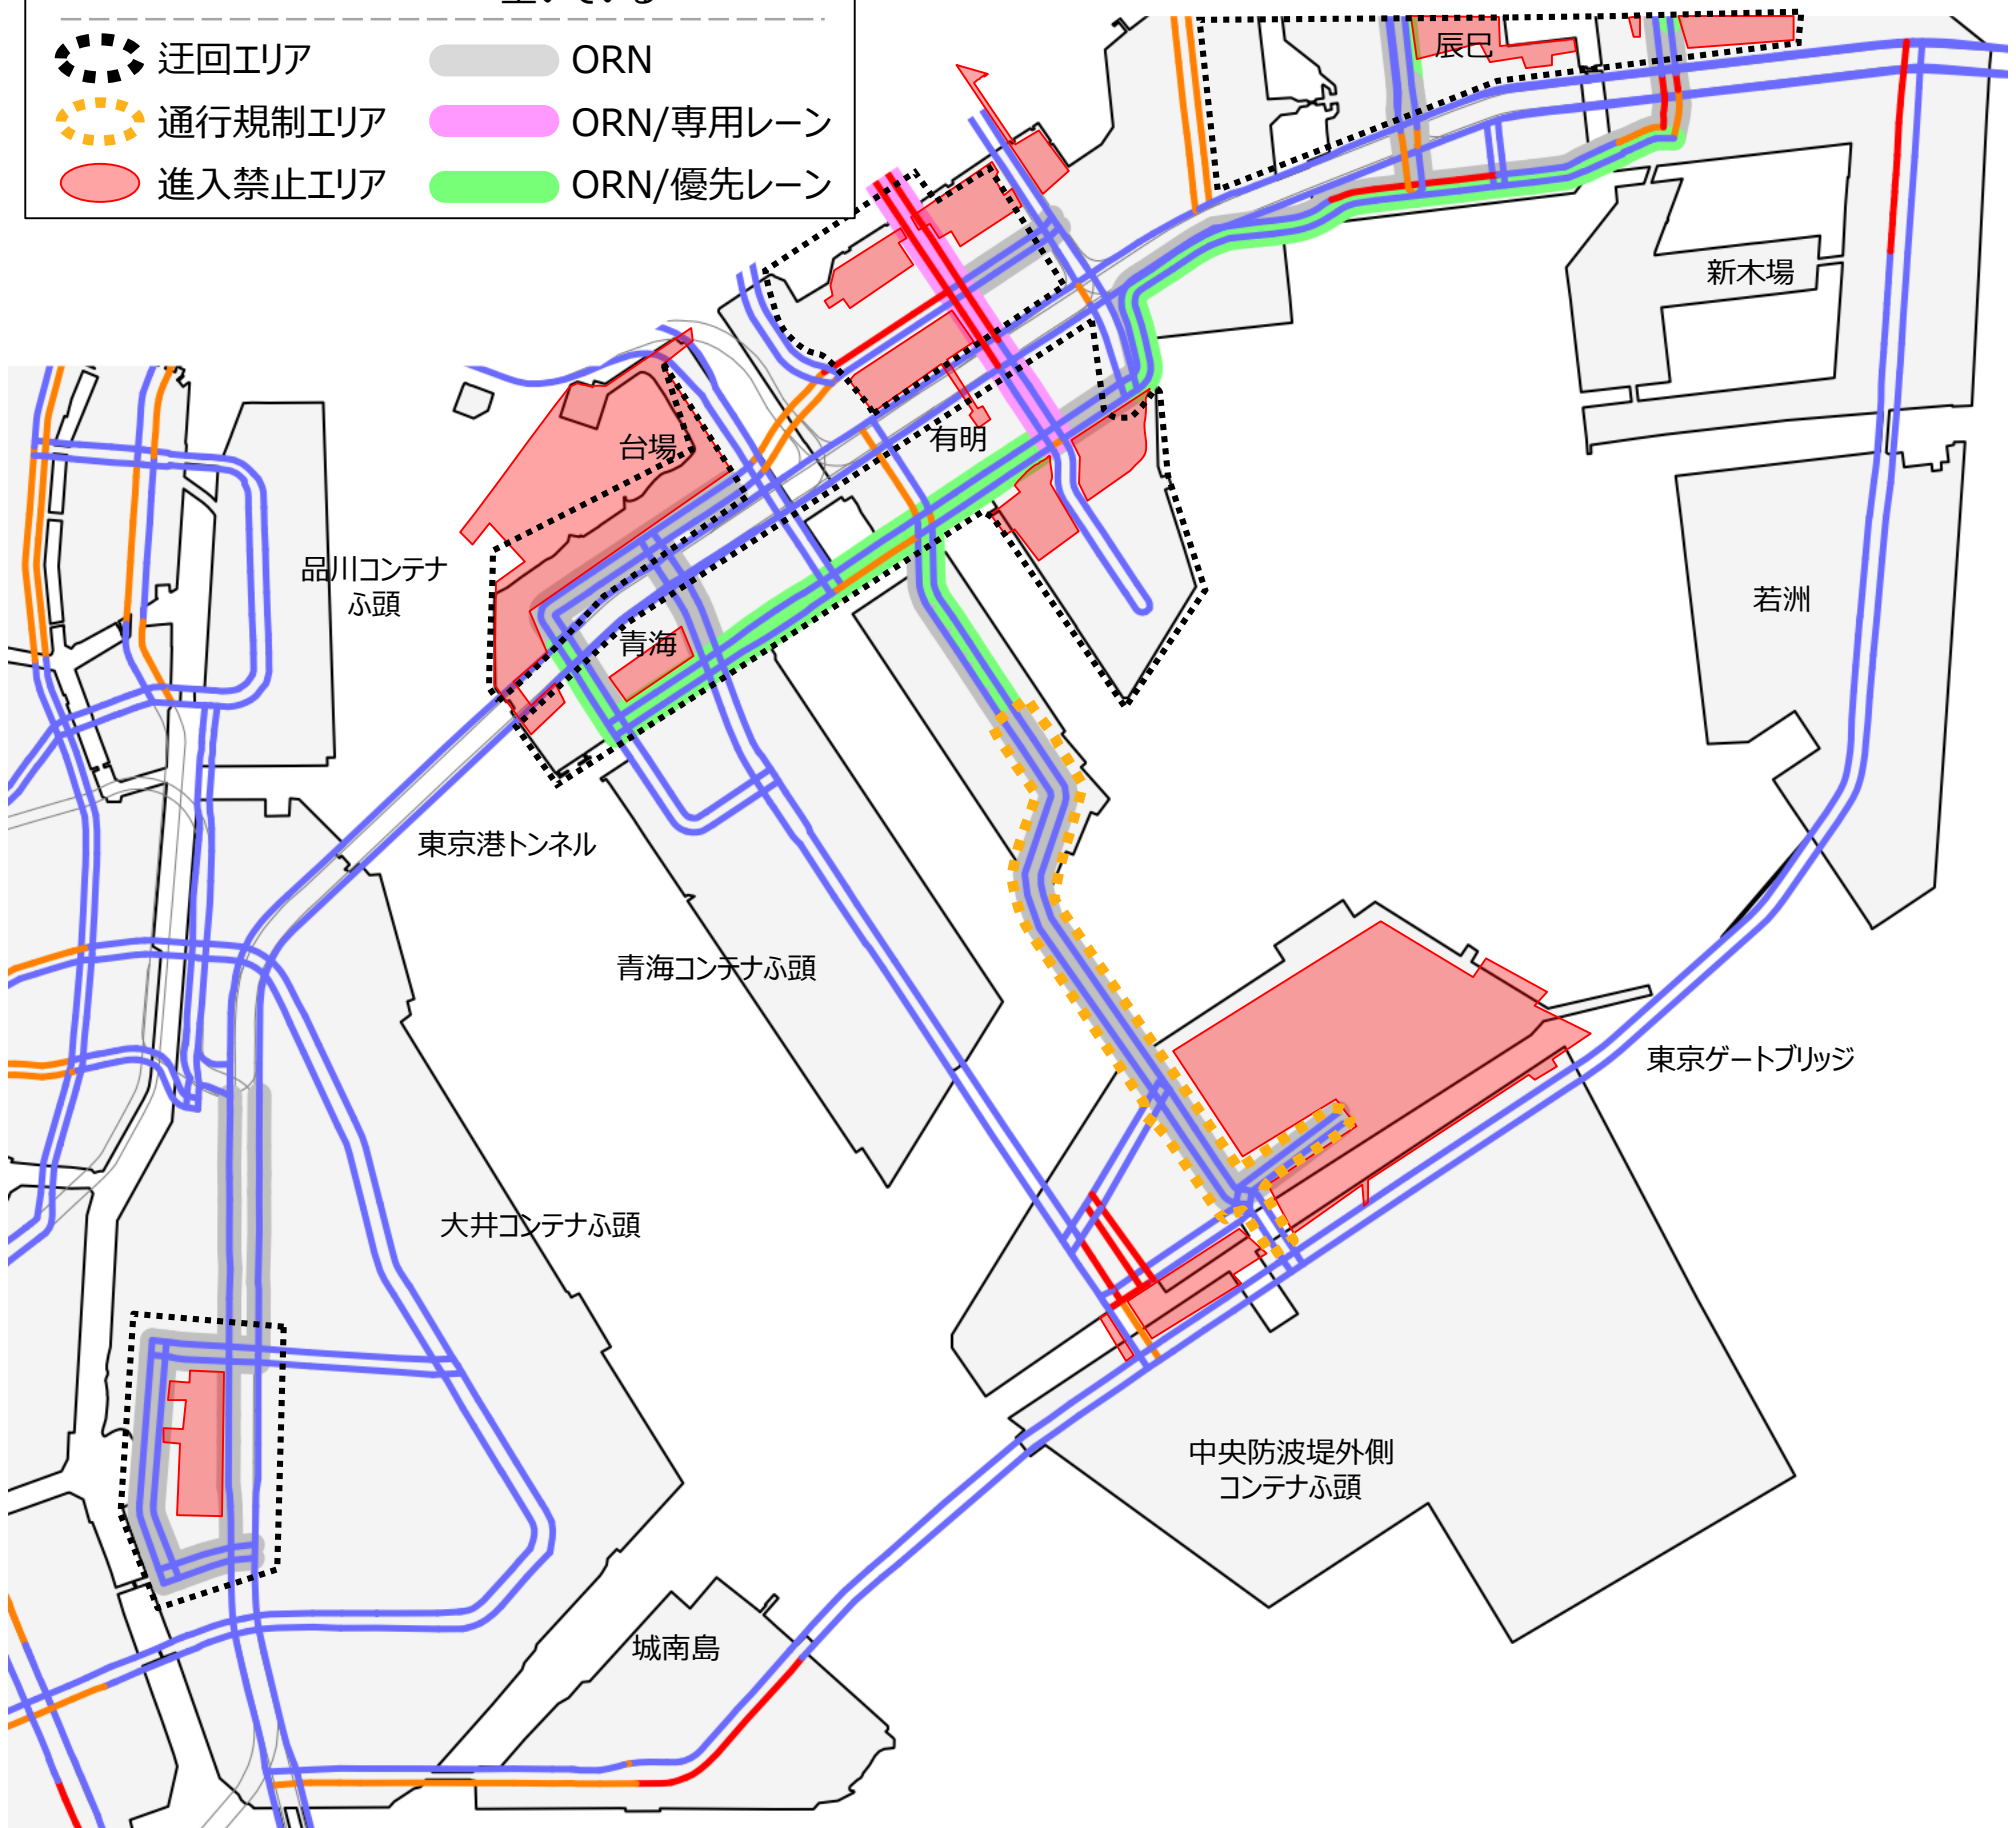 空いている
迂回エリア
ORN
通行規制エリア
ORN/専用レーン
進入禁止エリア
ORN/優先レーン
辰巳
新木場
台場
有明
品川コンテナ
ふ頭
青海
若洲
東京港トンネル
青海コンテナふ頭
東京ゲートブリッジ
大井コンテナふ頭
中央防波堤外側
コンテナふ頭
城南島